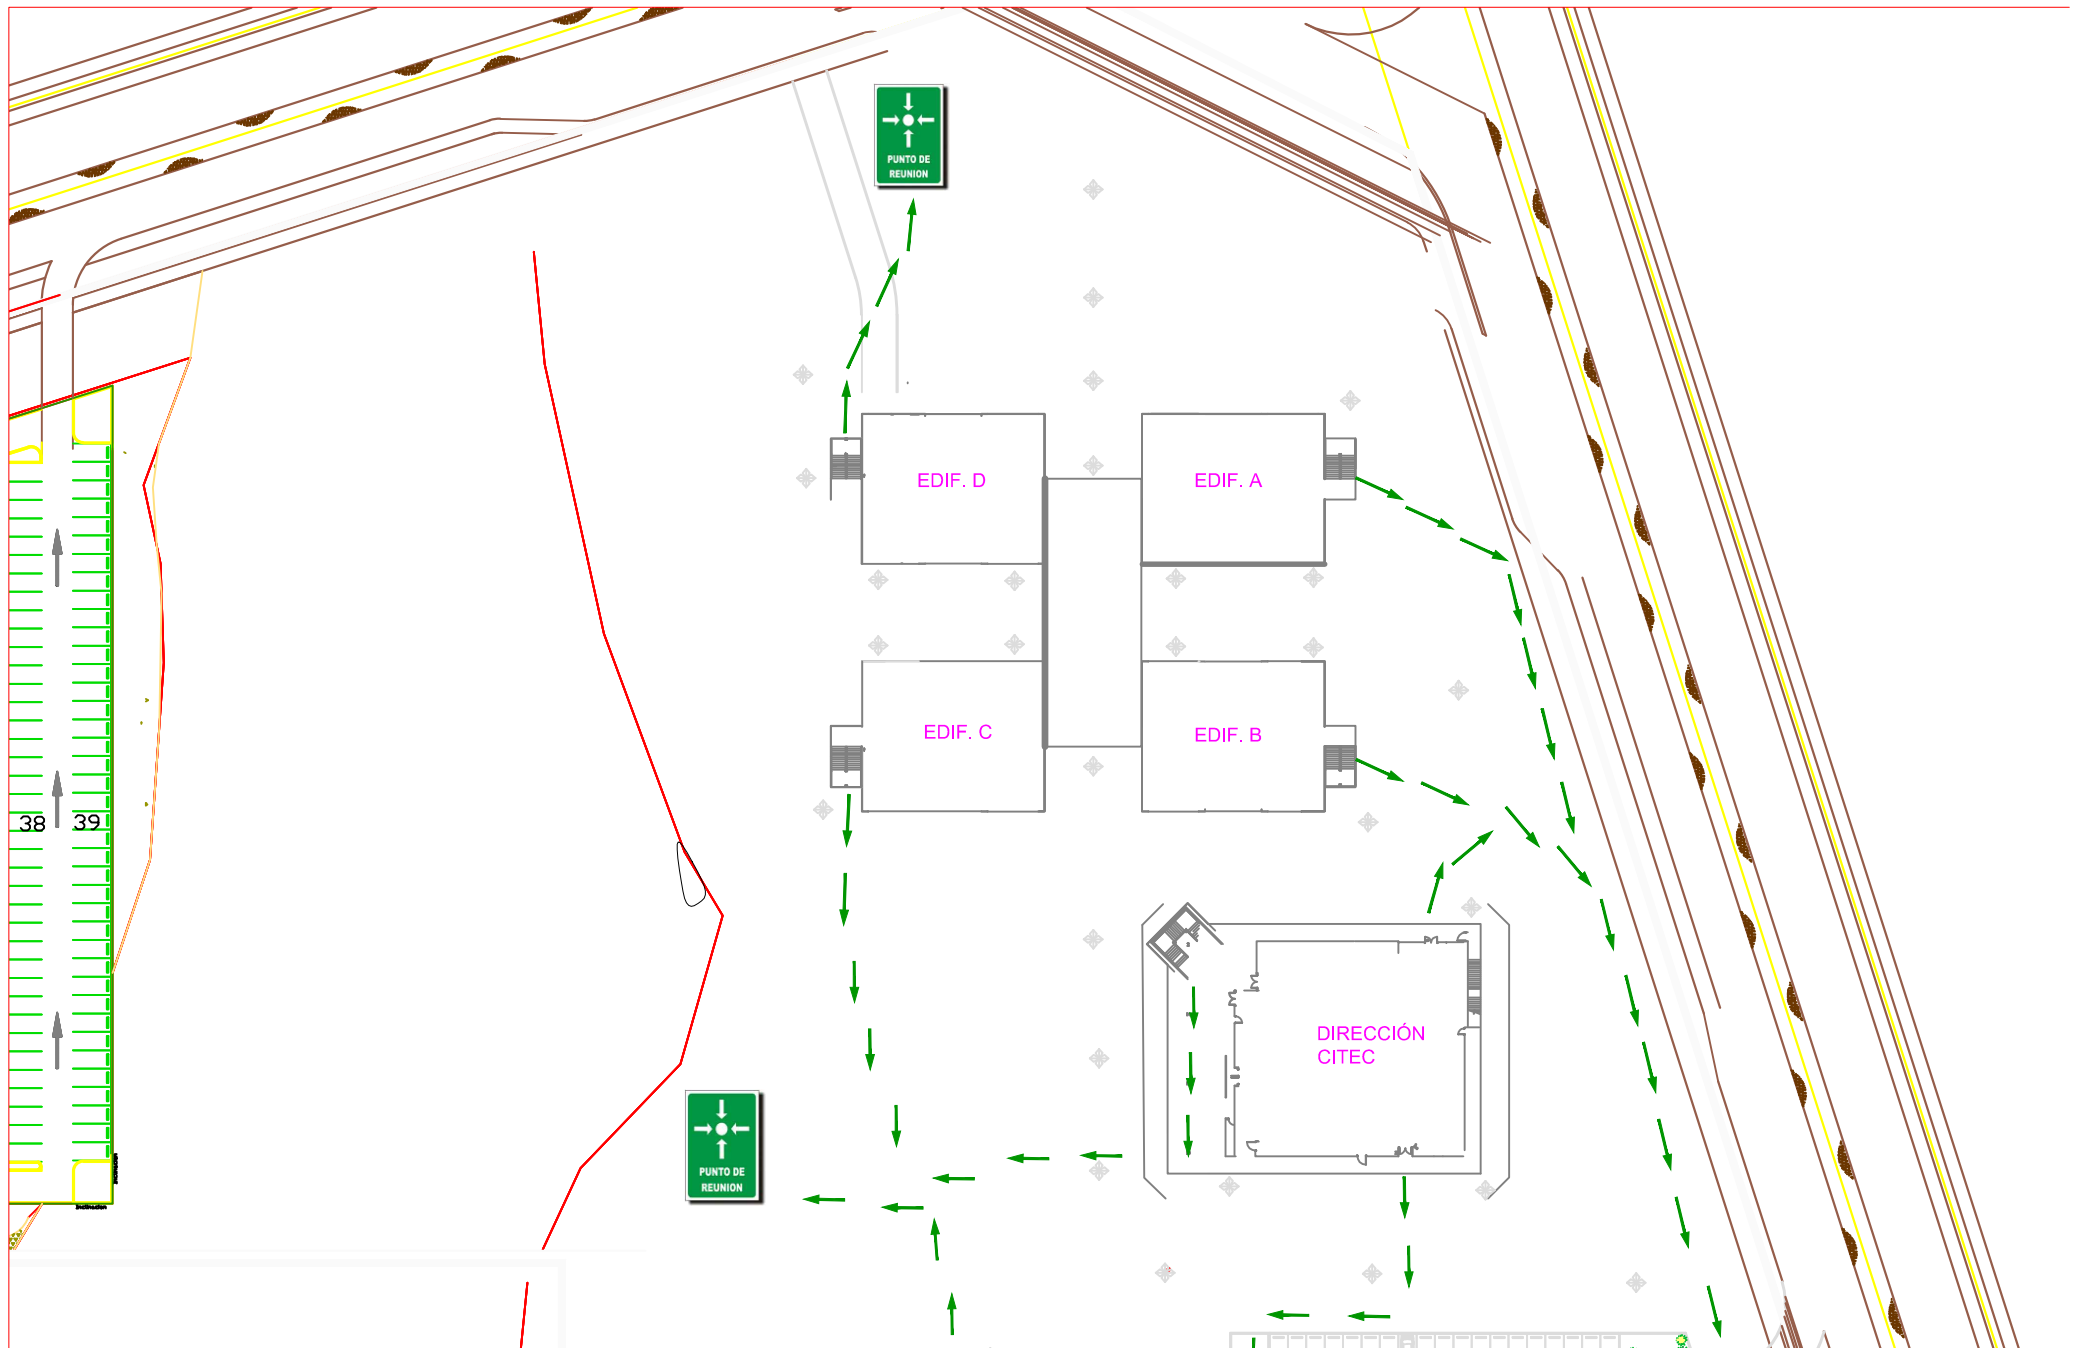 PUNTO DE
REUNION
EDIF. D
EDIF. A
EDIF. C
EDIF. B
38 39
DIRECCIÓN
CITEC
PUNTO DE
REUNION